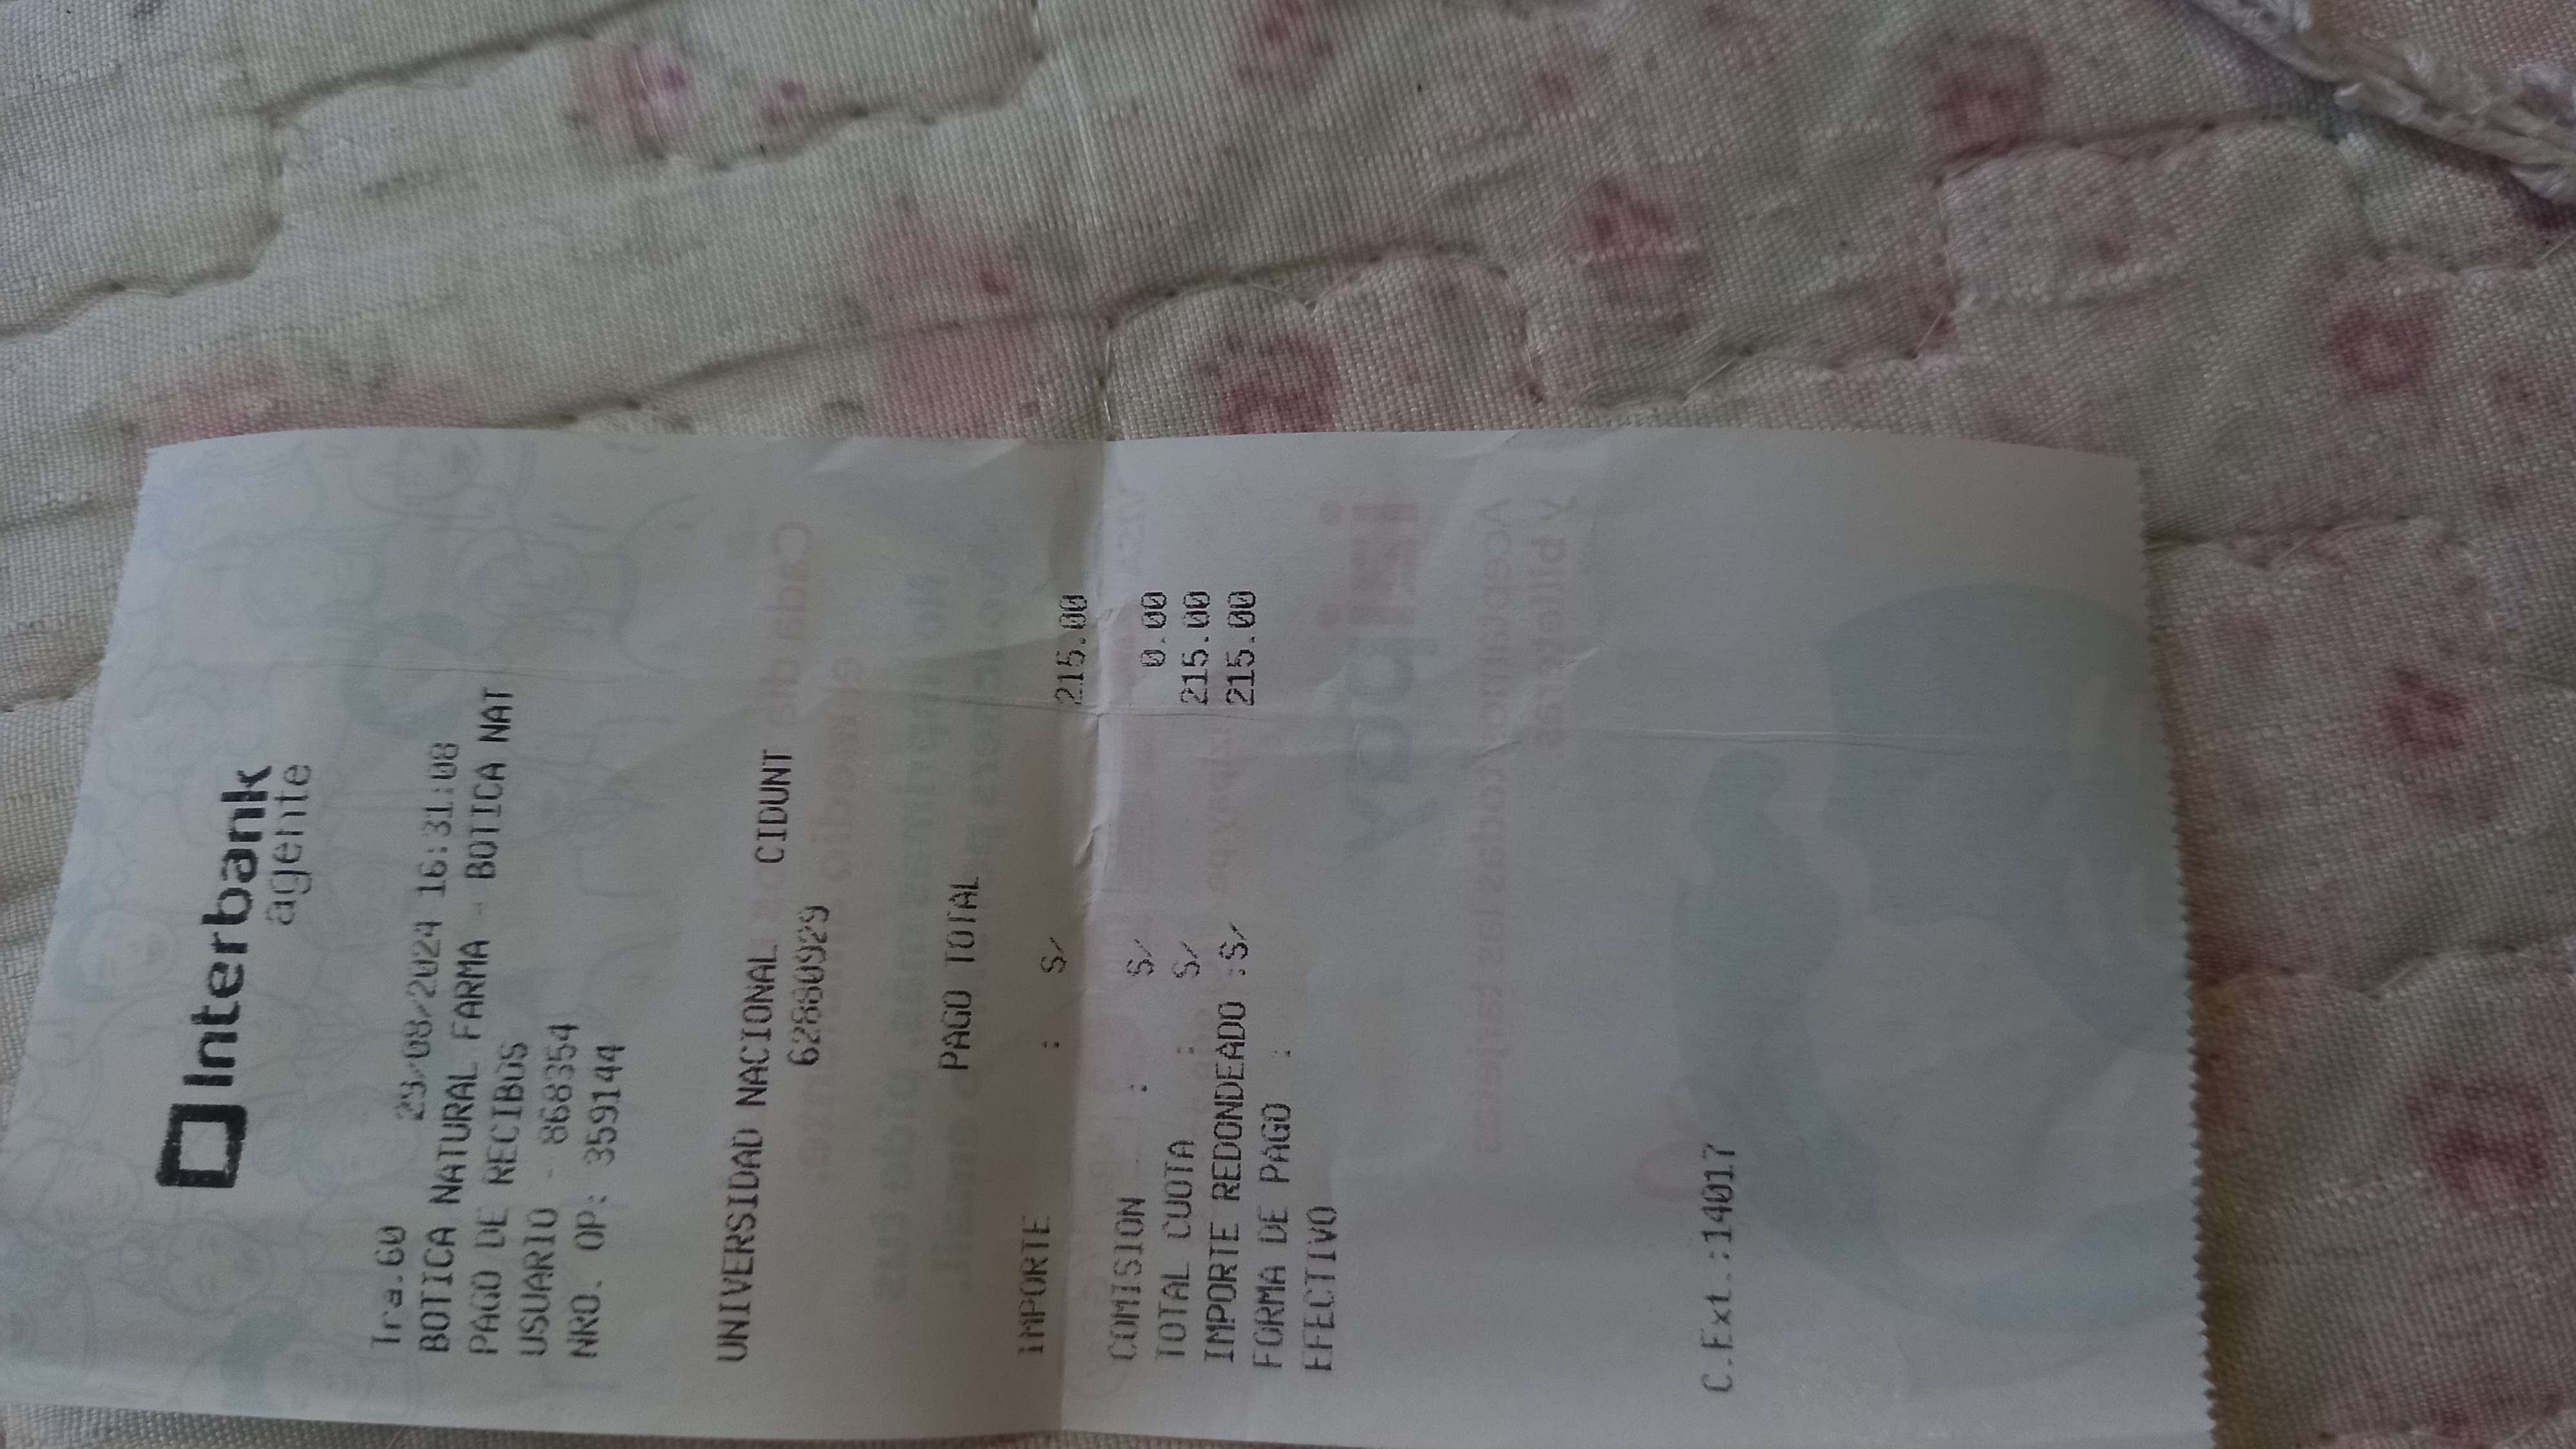 Interbank
agente
Tra.60
29/08/2024 16:31:08
BOTICA NATURAL FARMA - BOTICA NAT
PAGO DE RECIBOS
USUARIO - 868354
NRO. OP: 359144
UNIVERSIDAD NACIONAL CIDUNT
62880929
PAGO TOTAL
IMPORTE : S/ 215.00
COMISION : S/ 0.00
TOTAL CUOTA : S/ 215.00
IMPORTE REDONDEADO :S/ 215.00
FORMA DE PAGO :
EFECTIVO
C.Ext.:14017